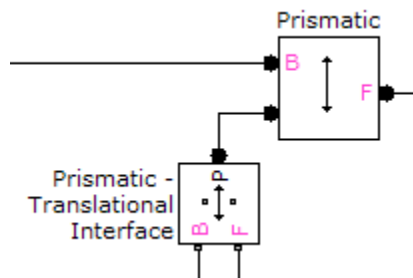 Prismatic
B
F
Prismatic -
Translational
Interface
P
B F